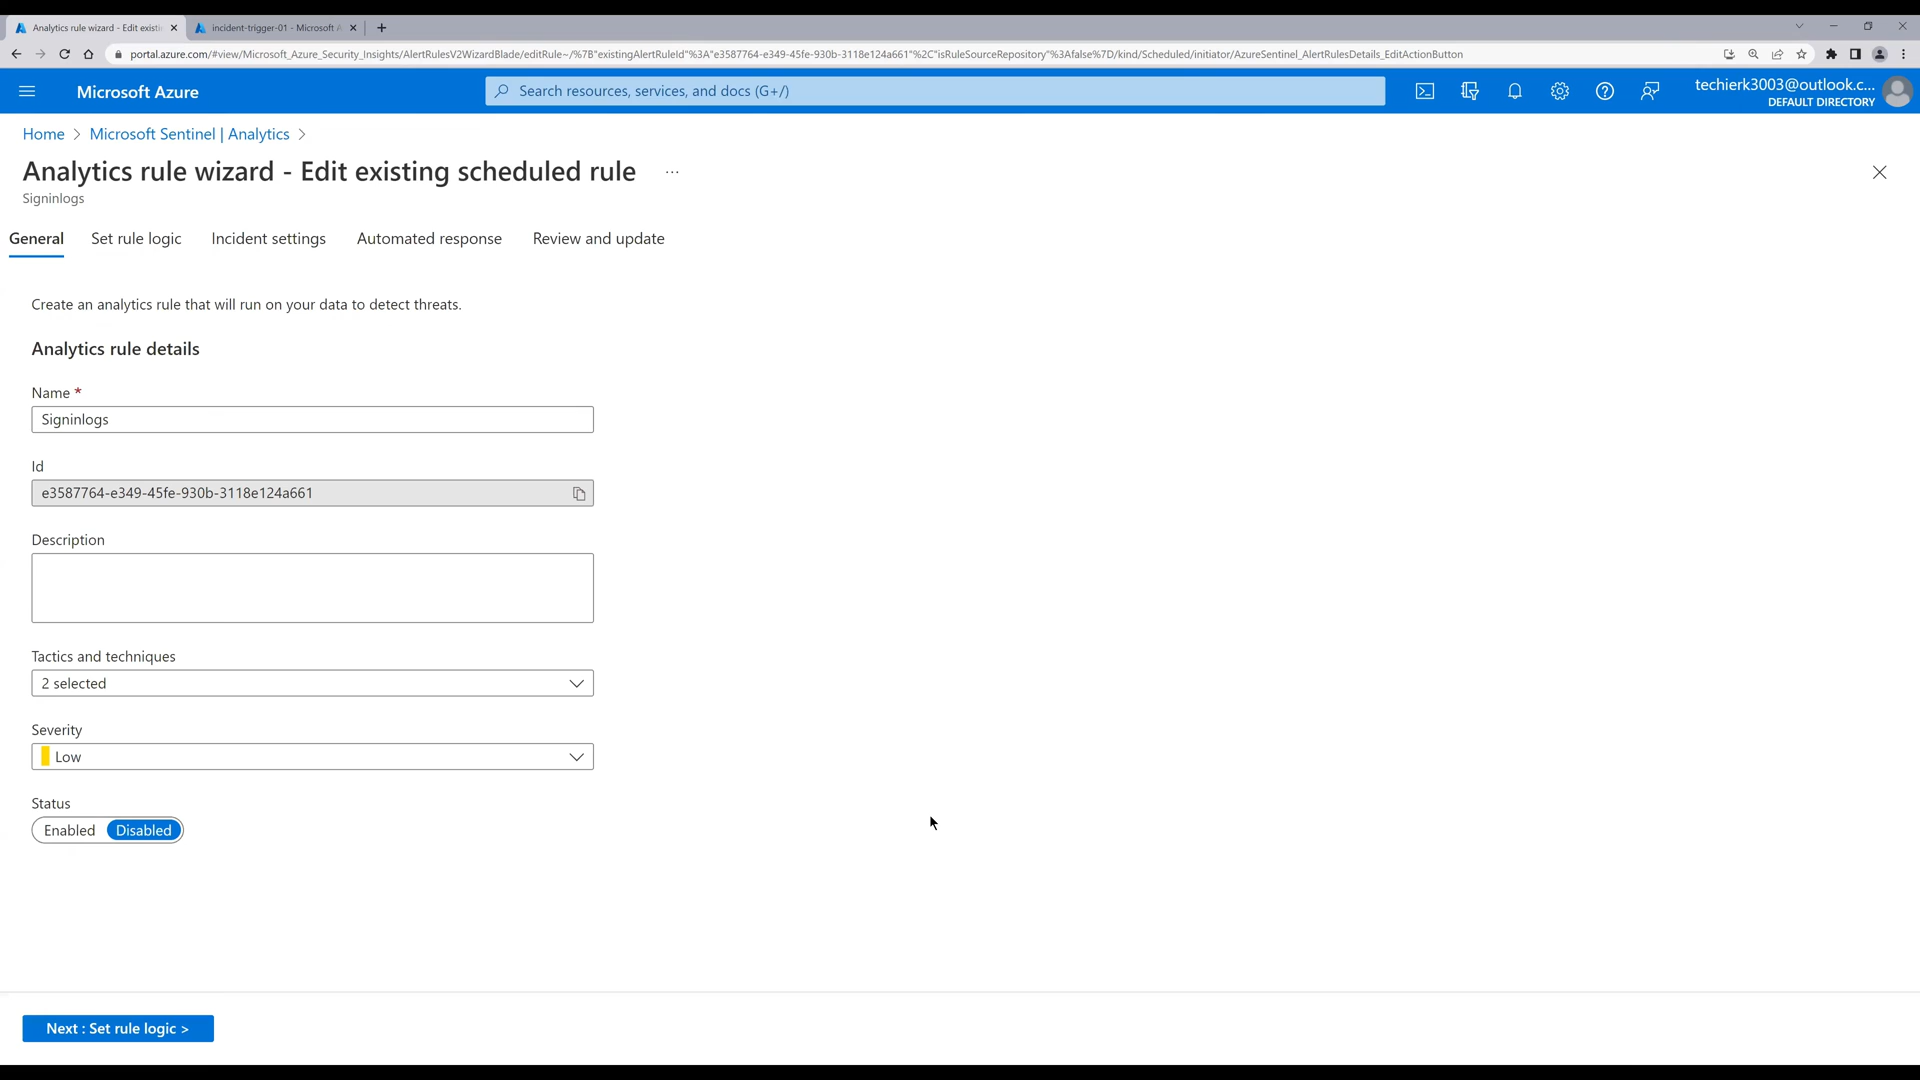 Analytics rule wizard - Edit existi
incident-trigger-01 - Microsoft A
portal.azure.com/#view/Microsoft_Azure_Security_Insights/AlertRulesV2WizardBlade/editRule~/%7B"existingAlertRuleId"%3A"e3587764-e349-45fe-930b-3118e124a661"%2C"isRuleSourceRepository"%3Afalse%7D/kind/Scheduled/initiator/AzureSentinel_AlertRulesDetails_EditActionButton
Microsoft Azure
Search resources, services, and docs (G+/)
techierk3003@outlook.c...
DEFAULT DIRECTORY
Home > Microsoft Sentinel | Analytics >
Analytics rule wizard - Edit existing scheduled rule ...
Signinlogs
General Set rule logic Incident settings Automated response Review and update
Create an analytics rule that will run on your data to detect threats.
Analytics rule details
Name *
Signinlogs
Id
e3587764-e349-45fe-930b-3118e124a661
Description
Tactics and techniques
2 selected
Severity
Low
Status
Enabled Disabled
Next : Set rule logic >